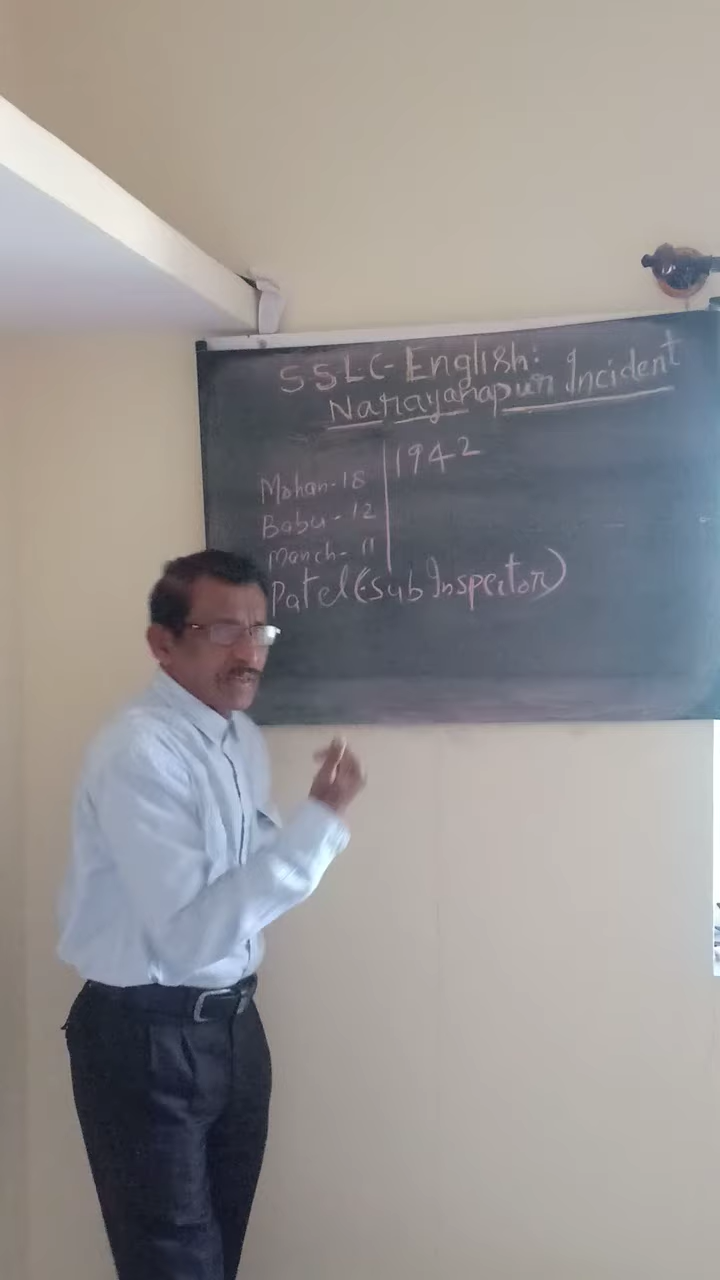 SSLC-English:
Narayanapur Incident
1942
Mohan-18
Babu-12
Manch-11
Patel(Sub Inspector)